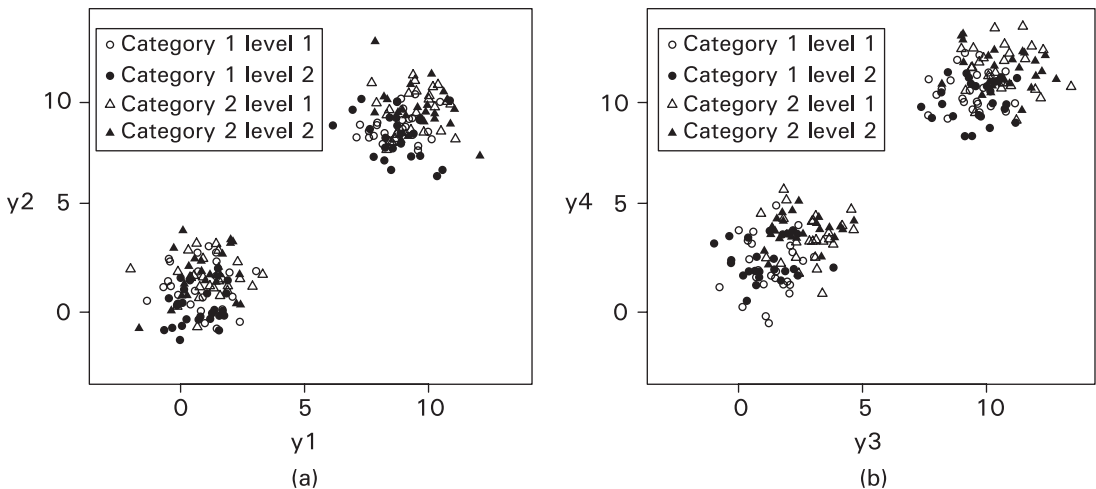 ○ Category 1 level 1
● Category 1 level 2
△ Category 2 level 1
▲ Category 2 level 2
10
5
0
y2
0 5 10
y1
(a)
○ Category 1 level 1
● Category 1 level 2
△ Category 2 level 1
▲ Category 2 level 2
10
5
0
y4
0 5 10
y3
(b)